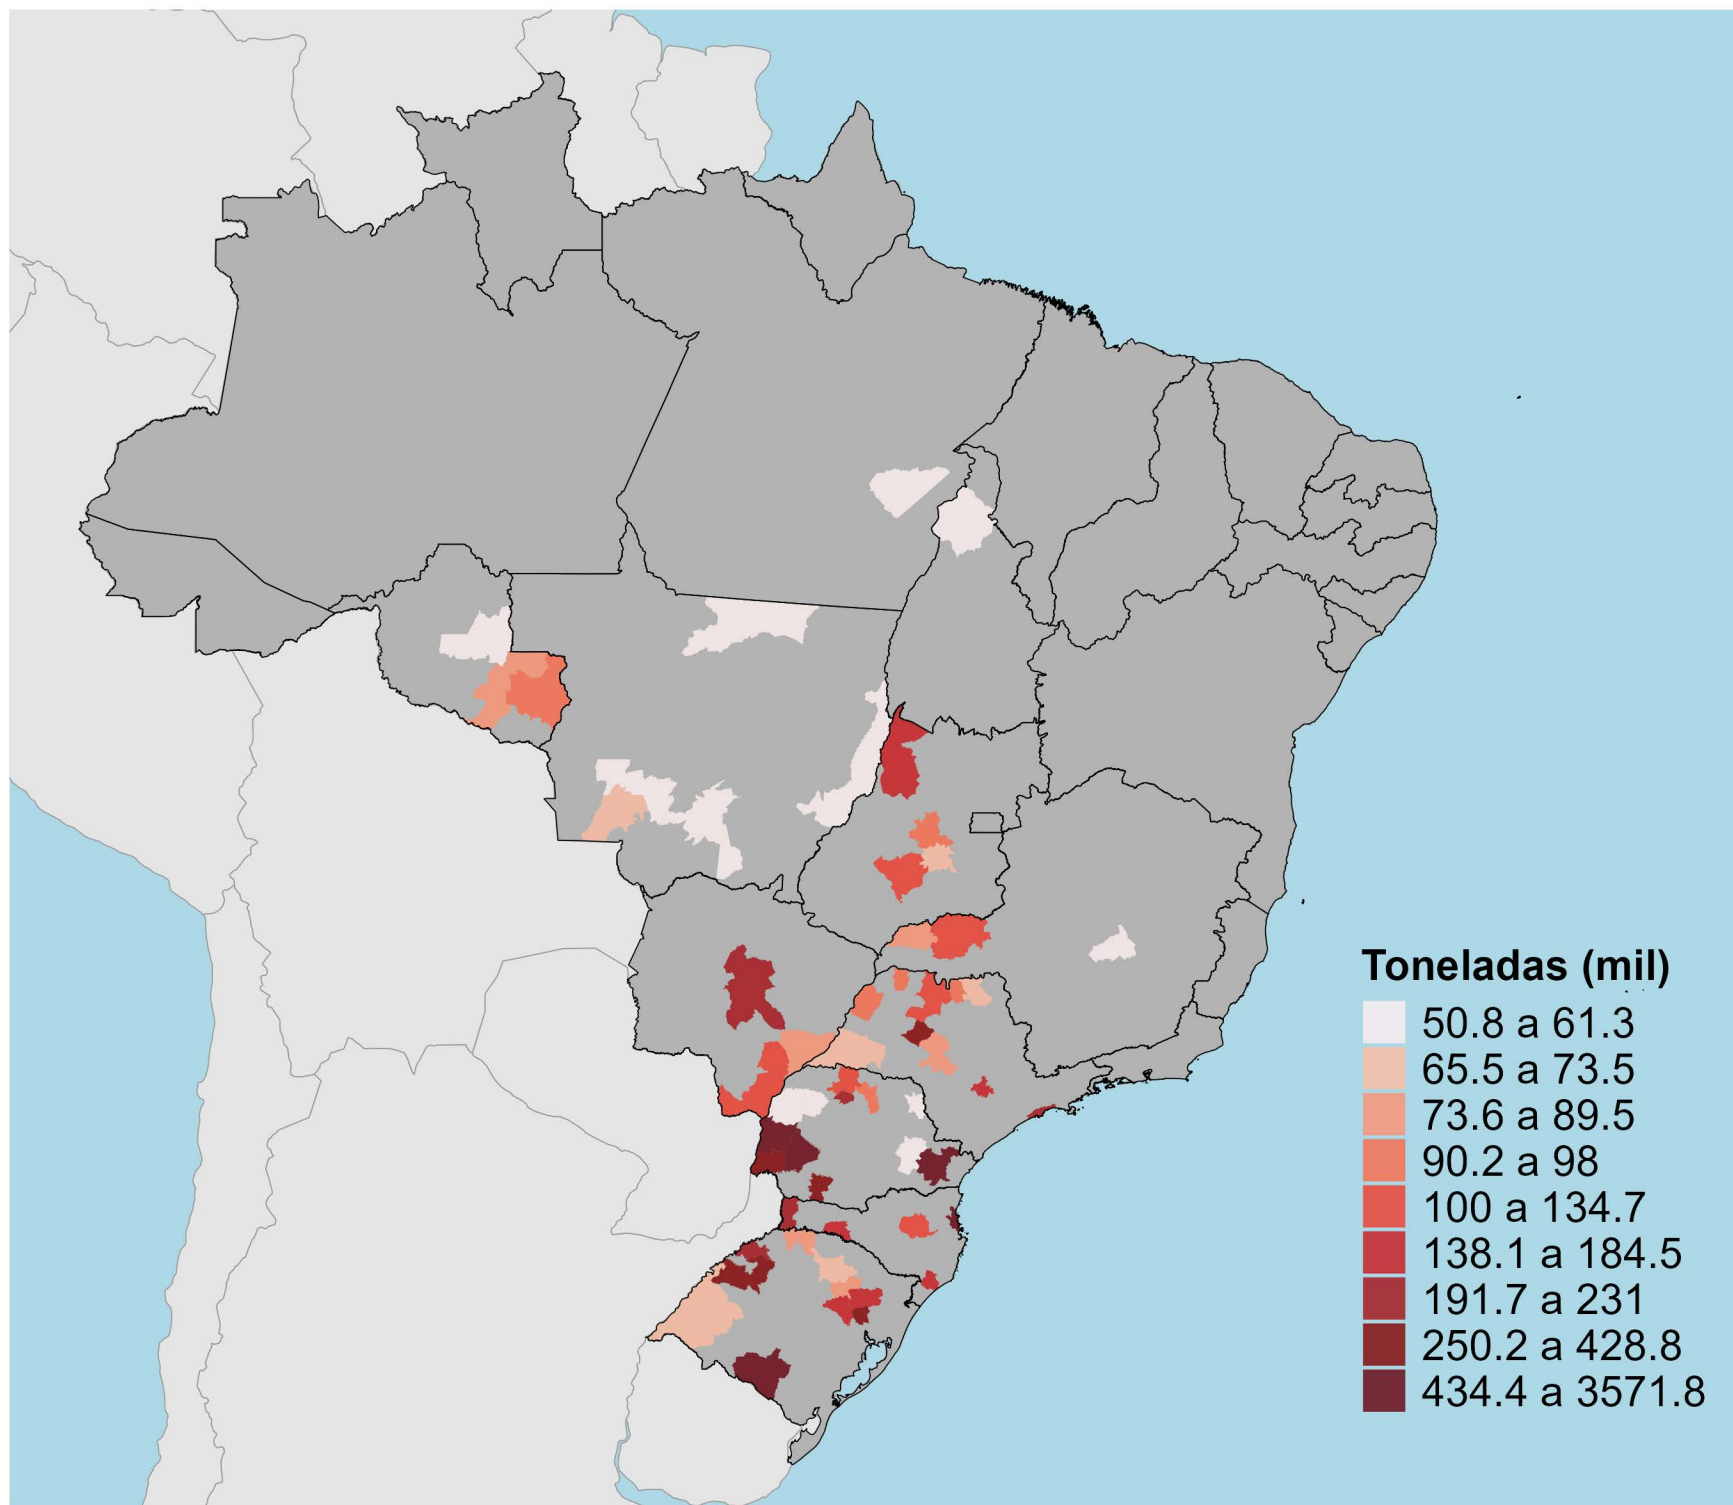 Toneladas (mil)
50.8 a 61.3
65.5 a 73.5
73.6 a 89.5
90.2 a 98
100 a 134.7
138.1 a 184.5
191.7 a 231
250.2 a 428.8
434.4 a 3571.8